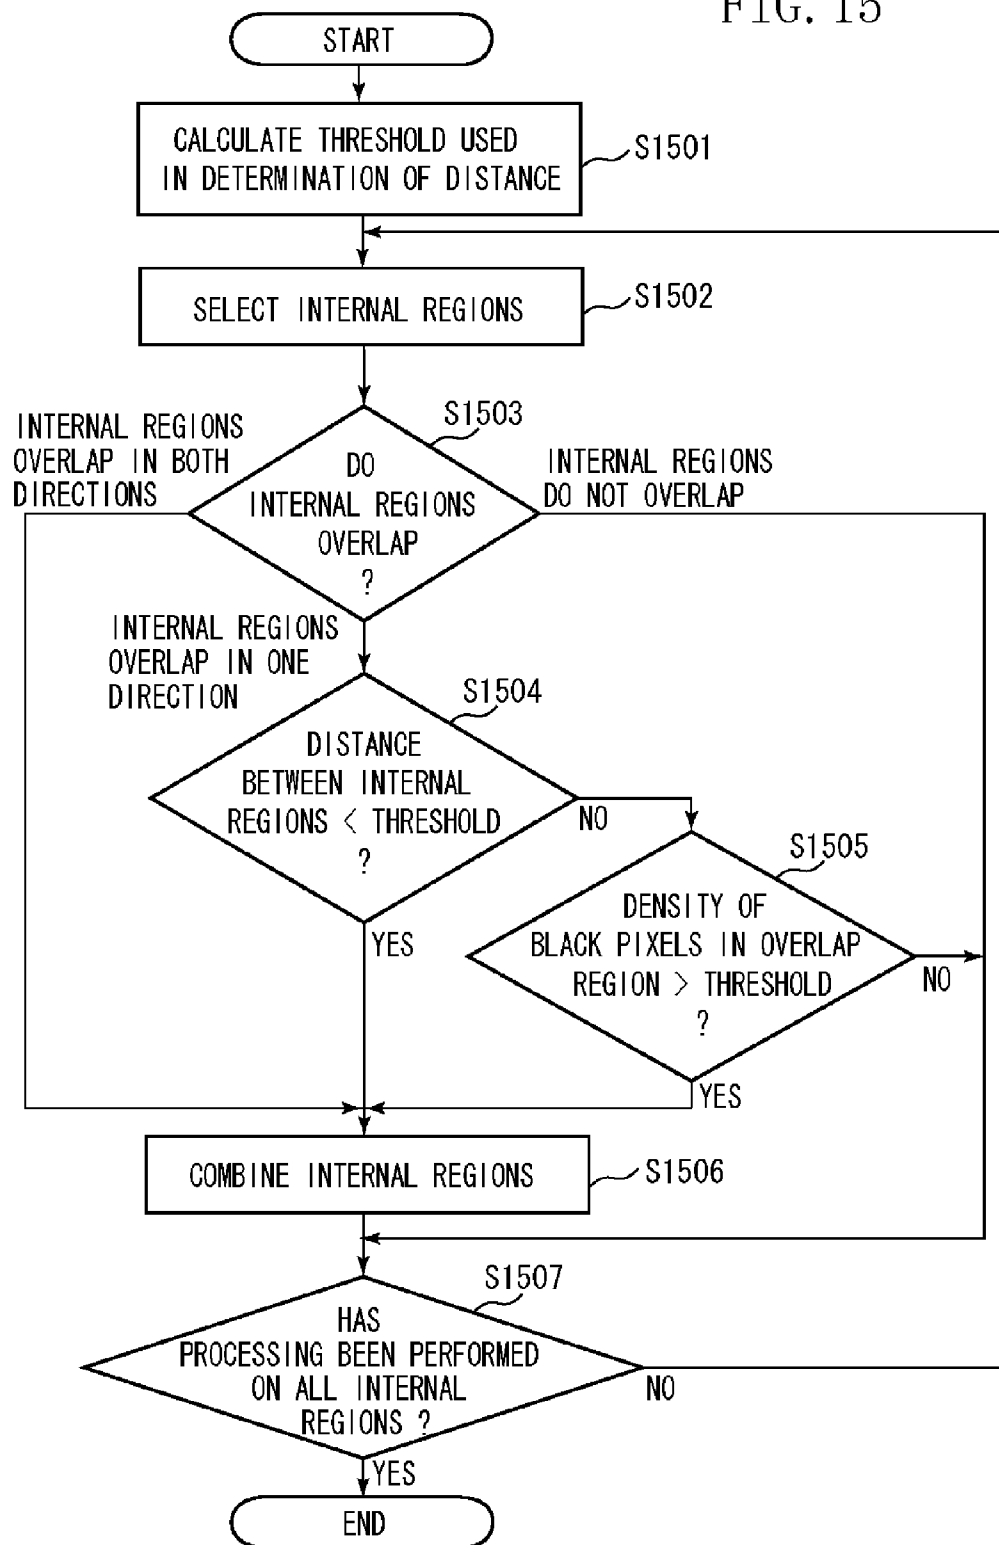 FIG. 15
START
CALCULATE THRESHOLD USED
IN DETERMINATION OF DISTANCE
S1501
SELECT INTERNAL REGIONS
S1502
S1503
INTERNAL REGIONS
OVERLAP IN BOTH
DIRECTIONS
DO
INTERNAL REGIONS
OVERLAP
?
INTERNAL REGIONS
DO NOT OVERLAP
INTERNAL REGIONS
OVERLAP IN ONE
DIRECTION
S1504
DISTANCE
BETWEEN INTERNAL
REGIONS < THRESHOLD
?
NO
YES
S1505
DENSITY OF
BLACK PIXELS IN OVERLAP
REGION > THRESHOLD
?
NO
YES
COMBINE INTERNAL REGIONS
S1506
S1507
HAS
PROCESSING BEEN PERFORMED
ON ALL INTERNAL
REGIONS ?
NO
YES
END